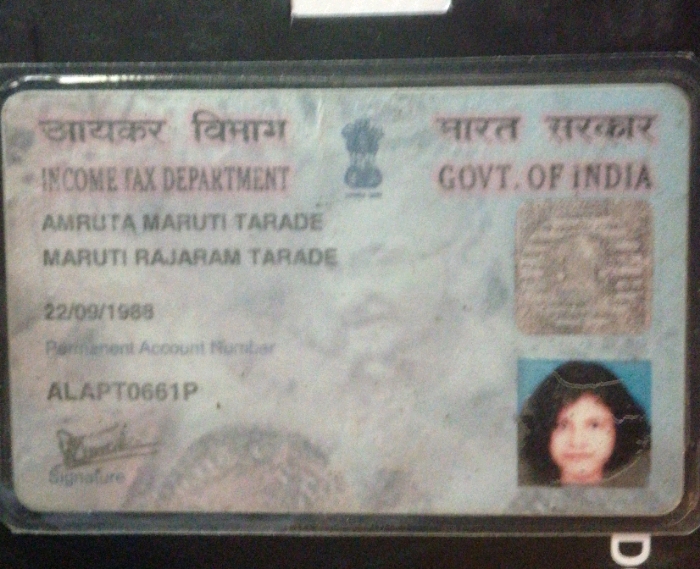 आयकर विभाग भारत सरकार
INCOME TAX DEPARTMENT GOVT. OF INDIA
AMRUTA MARUTI TARADE
MARUTI RAJARAM TARADE
22/09/1988
Permanent Account Number
ALAPT0661P
Signature
D